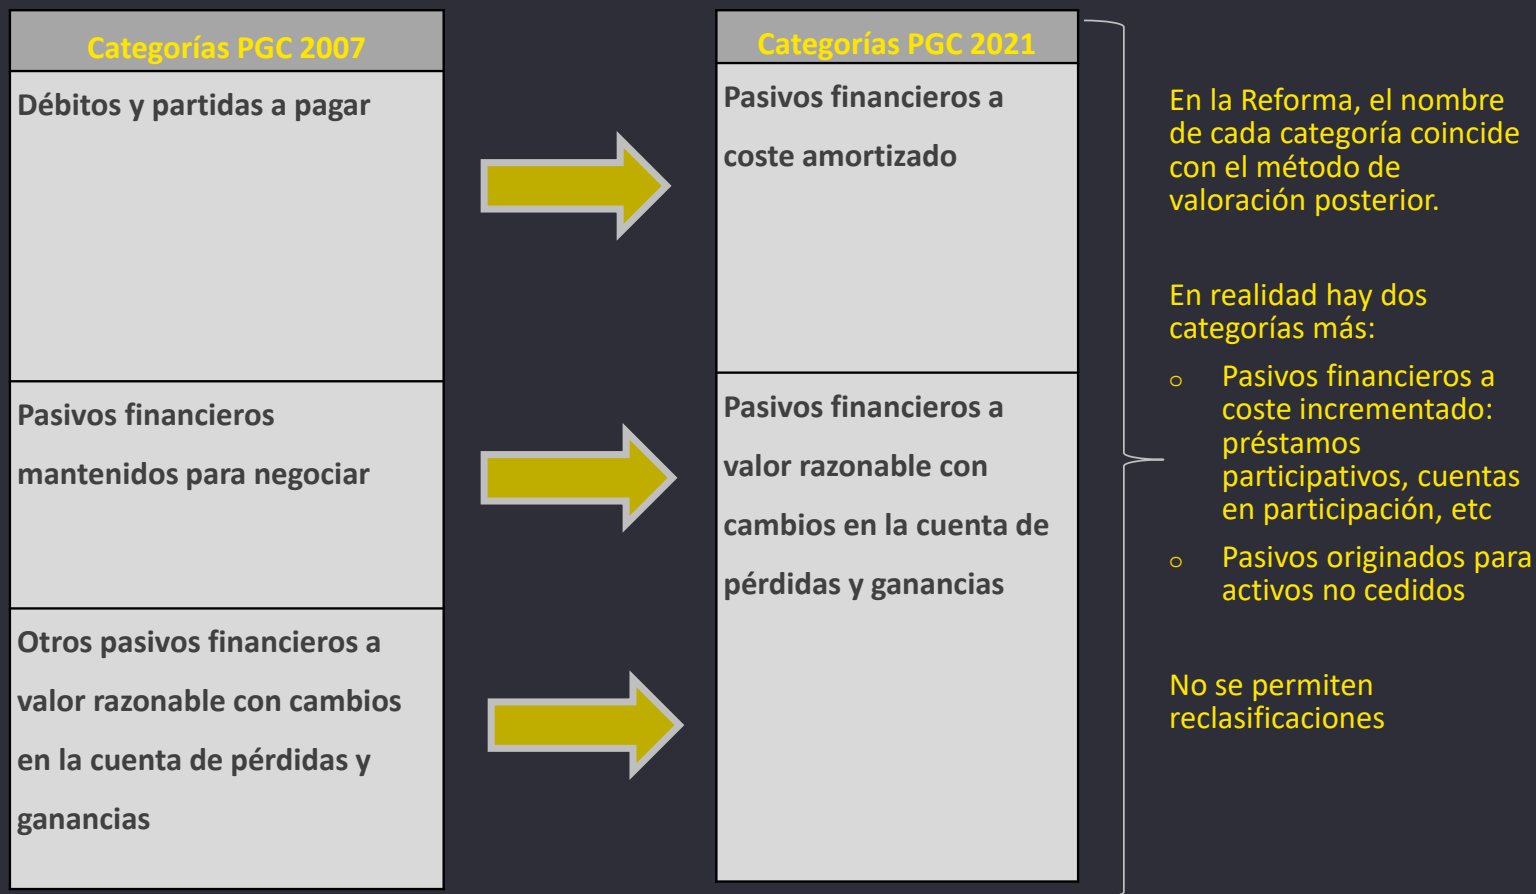 Categorías PGC 2007
Débitos y partidas a pagar
Pasivos financieros
mantenidos para negociar
Otros pasivos financieros a
valor razonable con cambios
en la cuenta de pérdidas y
ganancias
Categorías PGC 2021
Pasivos financieros a
coste amortizado
Pasivos financieros a
valor razonable con
cambios en la cuenta de
pérdidas y ganancias
En la Reforma, el nombre
de cada categoría coincide
con el método de
valoración posterior.
En realidad hay dos
categorías más:
o Pasivos financieros a
coste incrementado:
préstamos
participativos, cuentas
en participación, etc
o Pasivos originados para
activos no cedidos
No se permiten
reclasificaciones